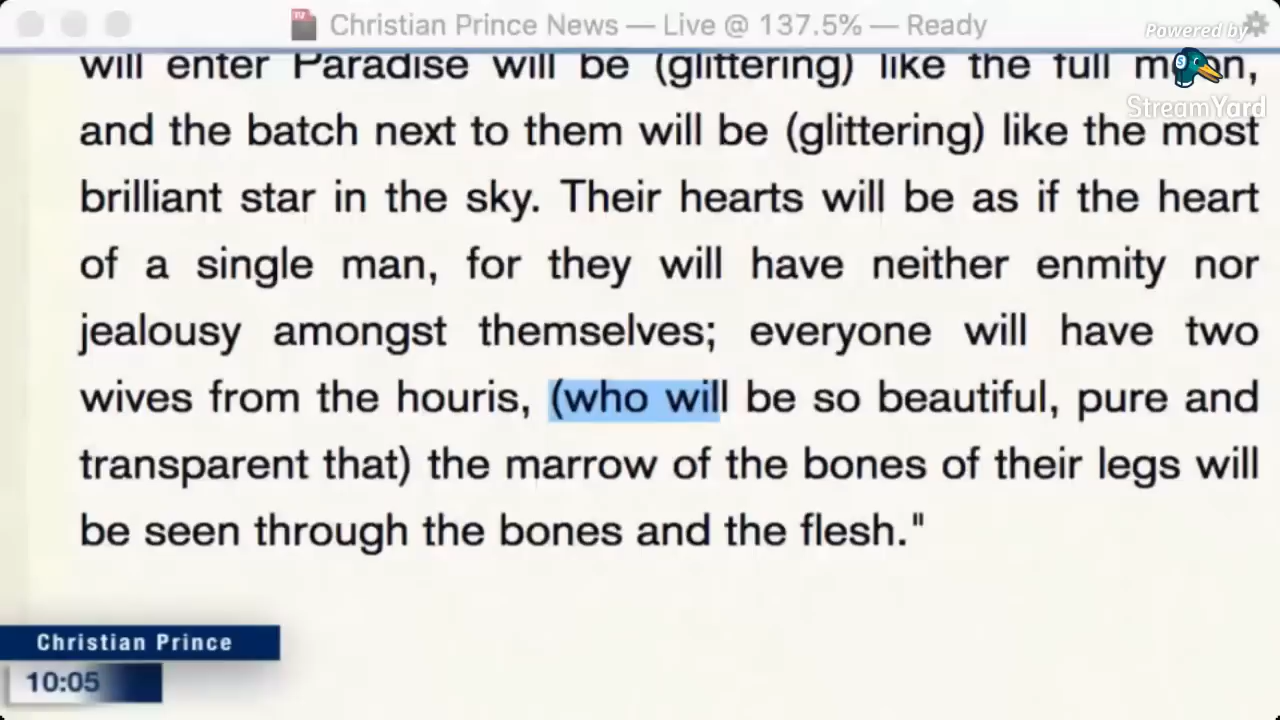 Christian Prince News — Live @ 137.5% — Ready
Powered by
StreamYard
will enter Paradise will be (glittering) like the full moon,
and the batch next to them will be (glittering) like the most
brilliant star in the sky. Their hearts will be as if the heart
of a single man, for they will have neither enmity nor
jealousy amongst themselves; everyone will have two
wives from the houris, (who will be so beautiful, pure and
transparent that) the marrow of the bones of their legs will
be seen through the bones and the flesh."
Christian Prince
10:05